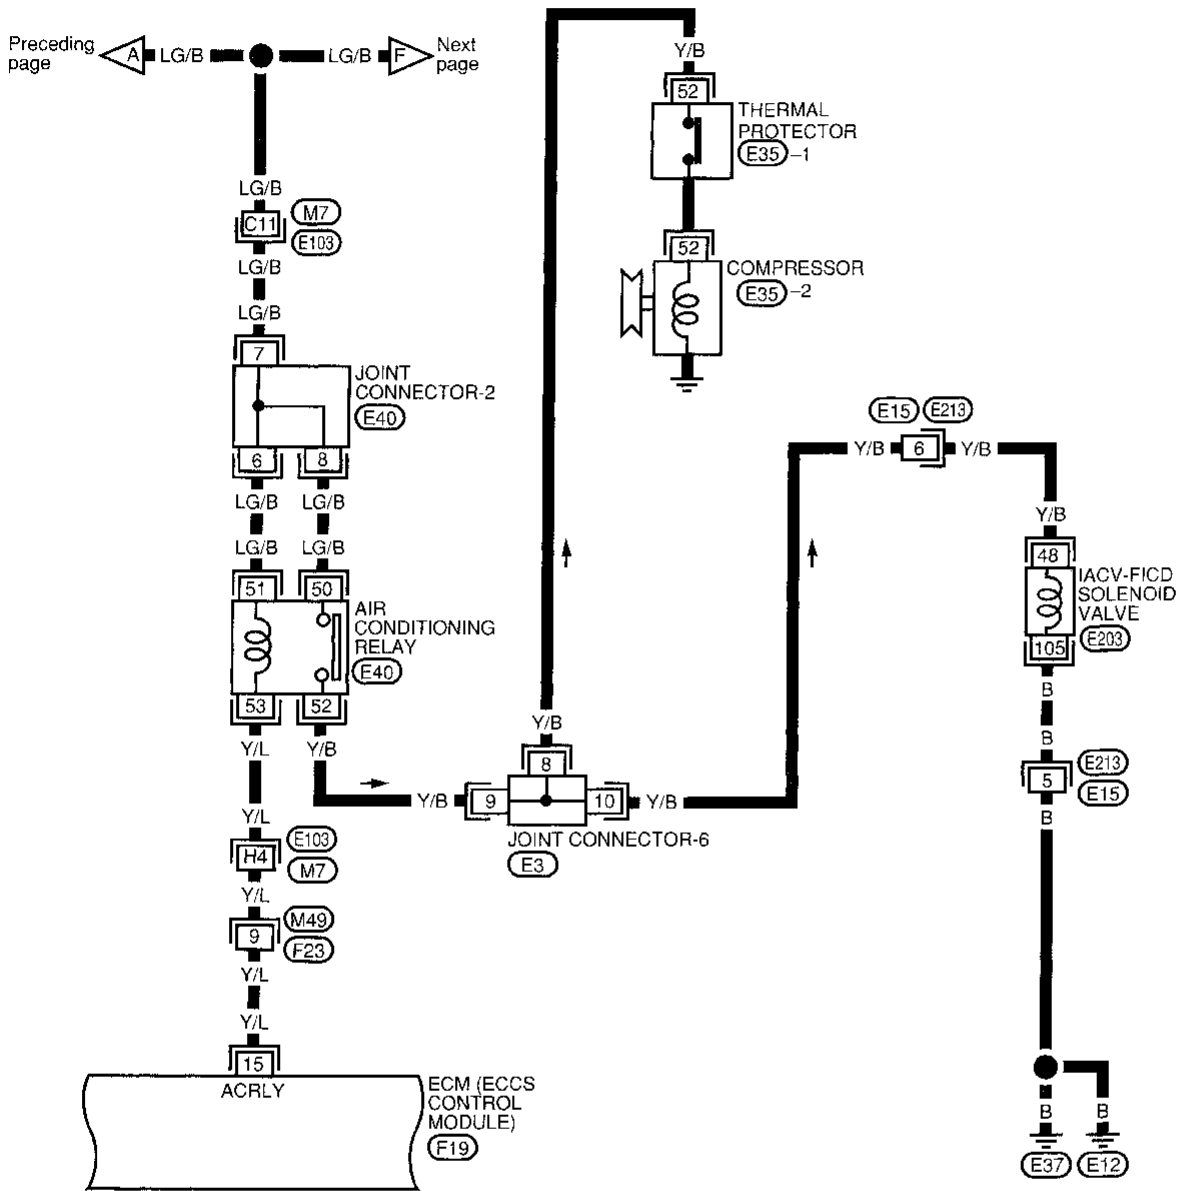 Preceding
page
A
LG/B
LG/B
F
Next
page
LG/B
C11
M7
E103
LG/B
LG/B
7
JOINT
CONNECTOR-2
E40
6
8
LG/B
LG/B
LG/B
LG/B
51
50
AIR
CONDITIONING
RELAY
E40
53
52
Y/L
Y/B
Y/L
H4
E103
M7
Y/L
9
M49
F23
Y/L
Y/L
15
ACRLY
ECM (ECCS
CONTROL
MODULE)
F19
Y/B
9
8
10
Y/B
Y/B
JOINT CONNECTOR-6
E3
Y/B
52
THERMAL
PROTECTOR
E35 -1
52
COMPRESSOR
E35 -2
E15
E213
Y/B
6
Y/B
Y/B
48
IACV-FICD
SOLENOID
VALVE
E203
105
B
B
5
E213
E15
B
B
B
E37
E12